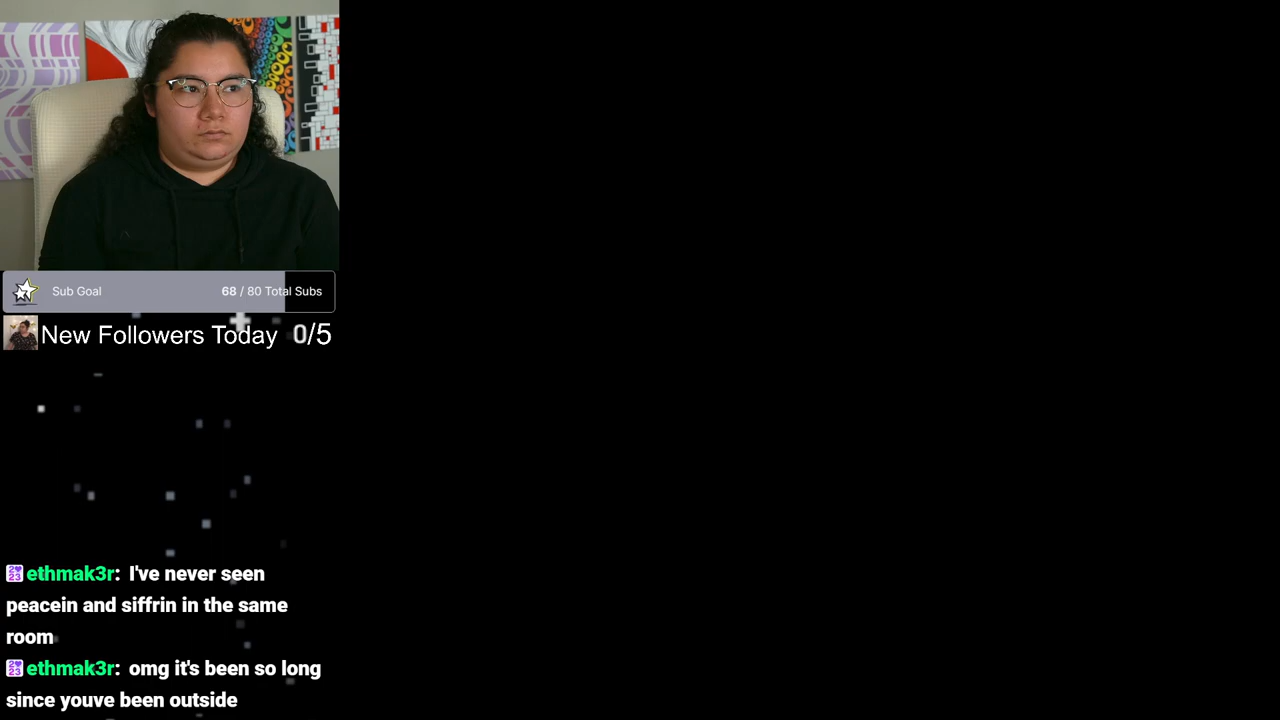 Sub Goal 68 / 80 Total Subs
New Followers Today 0/5
ethmak3r: I've never seen
peacein and siffrin in the same
room
ethmak3r: omg it's been so long
since youve been outside